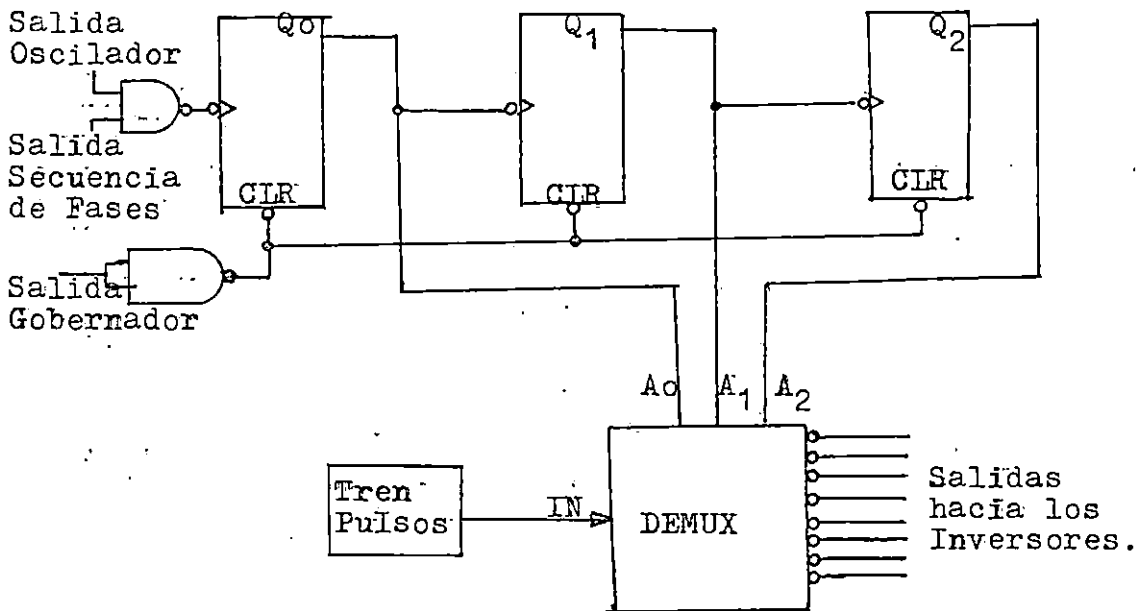 Salida
Oscilador
Salida
Secuencia
de Fases
Salida
Gobernador
Qo
CLR
Q1
CLR
Q2
CLR
Ao
A1
A2
Tren
Pulsos
IN
DEMUX
Salidas
hacia los
Inversores.